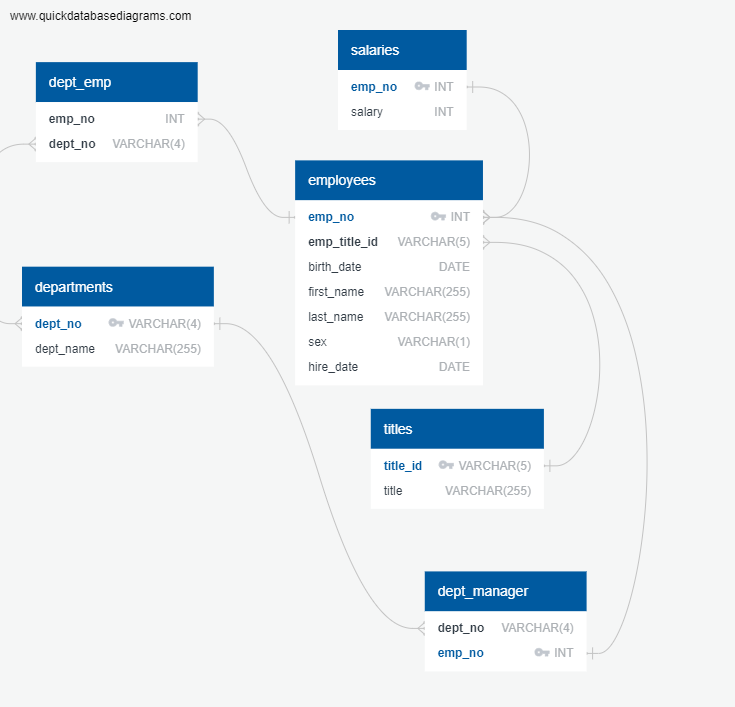 www.quickdatabasediagrams.com
salaries
emp_no INT
salary INT
dept_emp
emp_no INT
dept_no VARCHAR(4)
employees
emp_no INT
emp_title_id VARCHAR(5)
birth_date DATE
first_name VARCHAR(255)
last_name VARCHAR(255)
sex VARCHAR(1)
hire_date DATE
departments
dept_no VARCHAR(4)
dept_name VARCHAR(255)
titles
title_id VARCHAR(5)
title VARCHAR(255)
dept_manager
dept_no VARCHAR(4)
emp_no INT